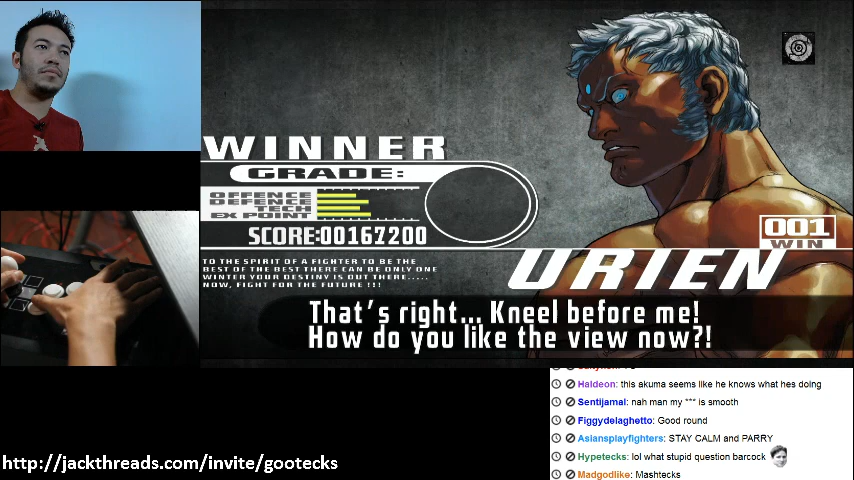 WINNER
GRADE:
OFFENCE
DEFENCE
TECH
EX POINT
SCORE:00167200
TO THE SPIRIT OF A FIGHTER TO BE THE
BEST OF THE BEST THERE CAN BE ONLY ONE
WINTER YOUR DESTINY IS OUT THERE.....
NOW, FIGHT FOR THE FUTURE !!!
001
WIN
URIEN
That's right... Kneel before me!
How do you like the view now?!
Haldeon: this akuma seems like he knows what hes doing
Sentijamal: nah man my *** is smooth
Figgydelaghetto: Good round
Asiansplayfighters: STAY CALM and PARRY
Hypetecks: lol what stupid question barcock
Madgodlike: Mashtecks
http://jackthreads.com/invite/gootecks